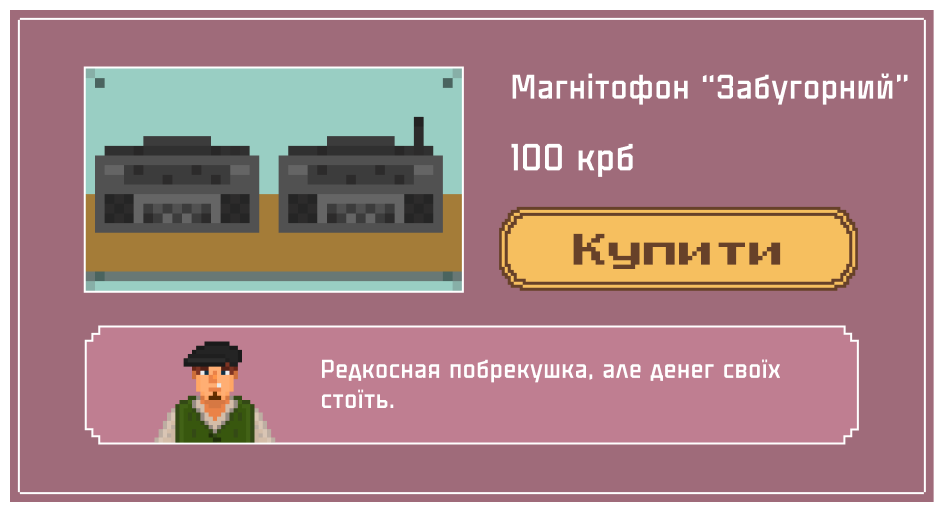 Магнітофон “Забугорний”
100 крб
Купити
Редкосная побрекушка, але денег своїх
стоїть.